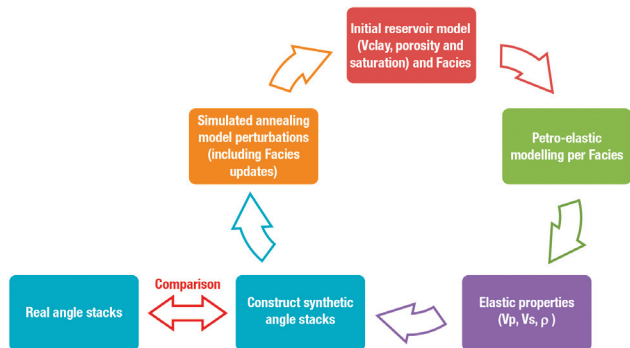 Initial reservoir model
(Vclay, porosity and
saturation) and Facies
Simulated annealing
model perturbations
(including Facies
updates)
Petro-elastic
modelling per Facies
Comparison
Real angle stacks
Construct synthetic
angle stacks
Elastic properties
(Vp, Vs, ρ )